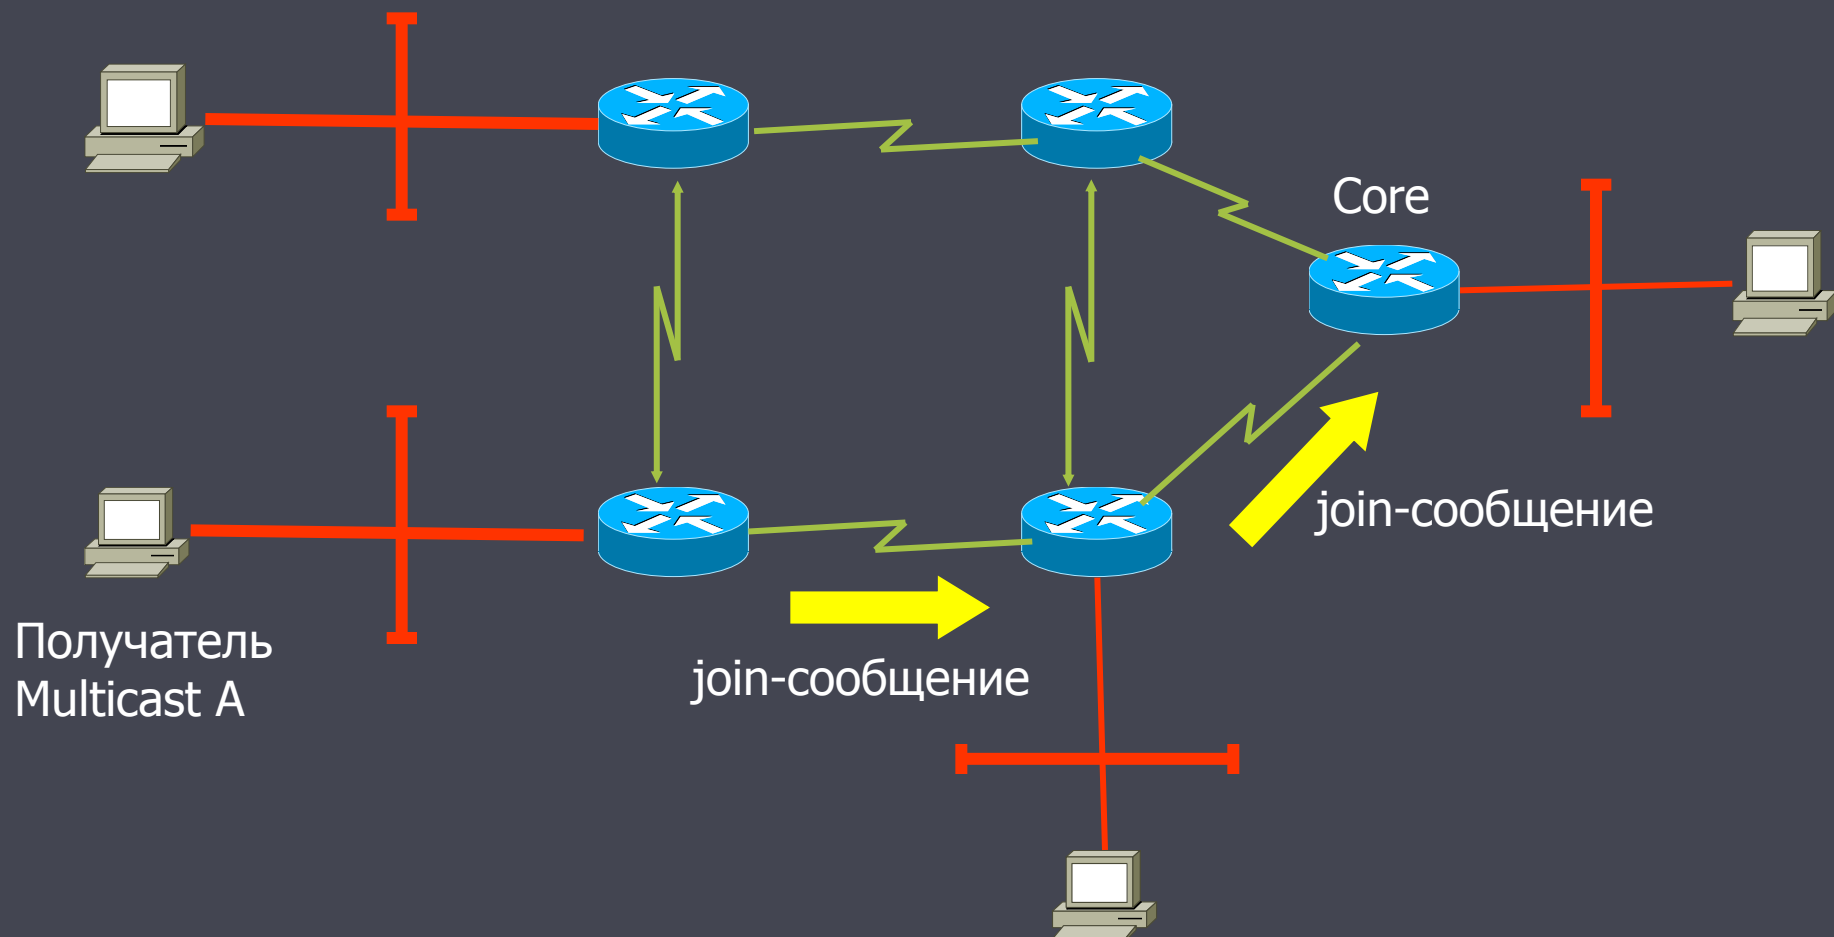 Core
join-сообщение
Получатель
Multicast A
join-сообщение